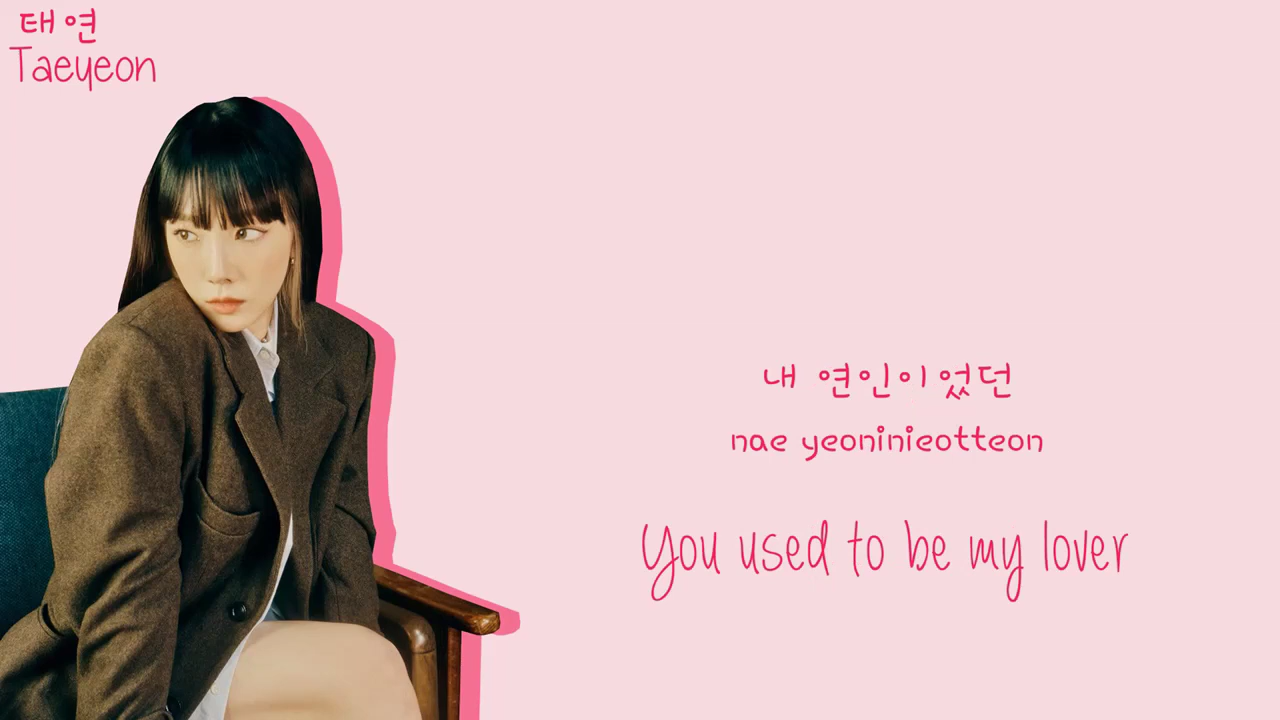 태연
Taeyeon
내 연인이었던
nae yeoninieotteon
You used to be my lover